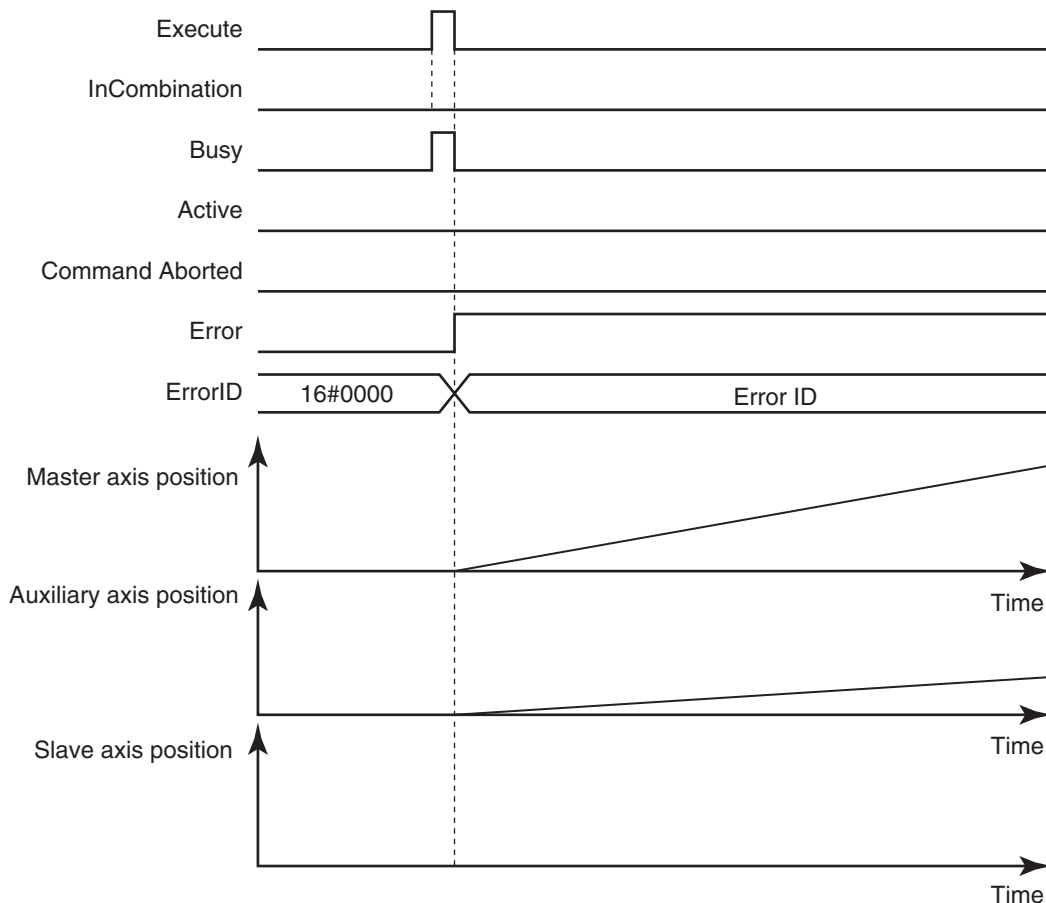 Execute
InCombination
Busy
Active
Command Aborted
Error
ErrorID
16#0000
Error ID
Master axis position
Time
Auxiliary axis position
Time
Slave axis position
Time